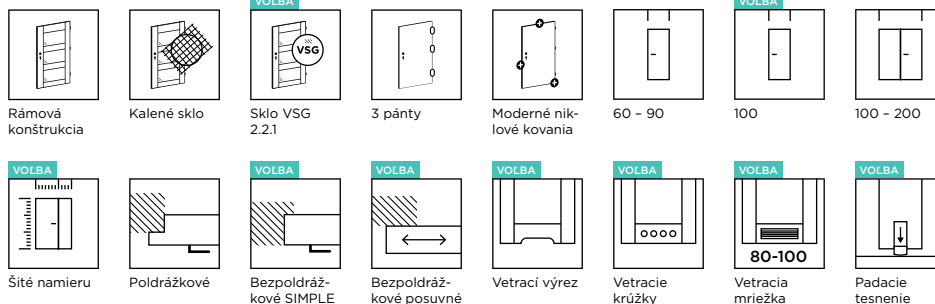 VOĽBA
VOĽBA
VSG
Rámová
konštrukcia
Kalené sklo
Sklo VSG
2.2.1
3 pánty
Moderné nik-
lové kovania
60 – 90
100
100 – 200
VOĽBA
VOĽBA
VOĽBA
VOĽBA
VOĽBA
VOĽBA
VOĽBA
80-100
Šité namieru
Poldrážkové
Bezpoldráž-
kové SIMPLE
Bezpoldráž-
kové posuvné
Vetrací výrez
Vetracie
krúžky
Vetracia
mriežka
Padacie
tesnenie